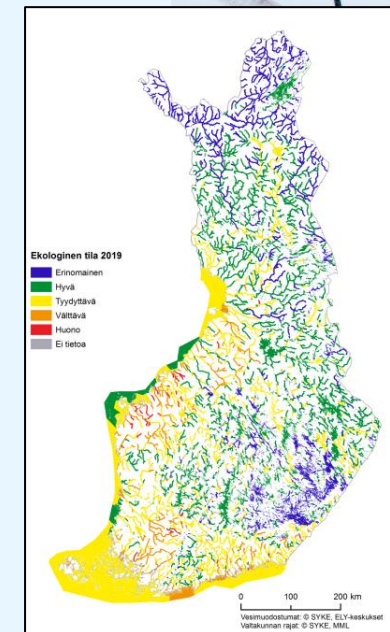 Ekologinen tila 2019
Erinomainen
Hyvä
Tyydyttävä
Välttävä
Huono
Ei tietoa
0 100 200 km
Vesimuodostumat: © SYKE, ELY-keskukset
Valtakunnan rajat: © SYKE, MML